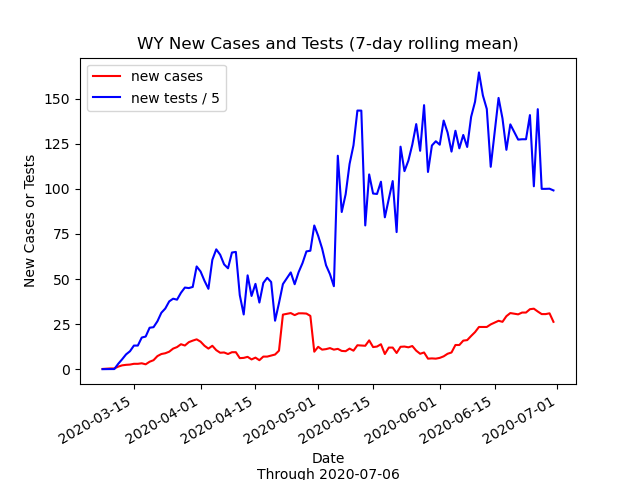 WY New Cases and Tests (7-day rolling mean)
new cases
new tests / 5
150
125
100
75
50
25
0
New Cases or Tests
2020-03-15
2020-04-01
2020-04-15
2020-05-01
2020-05-15
2020-06-01
2020-06-15
2020-07-01
Date
Through 2020-07-06